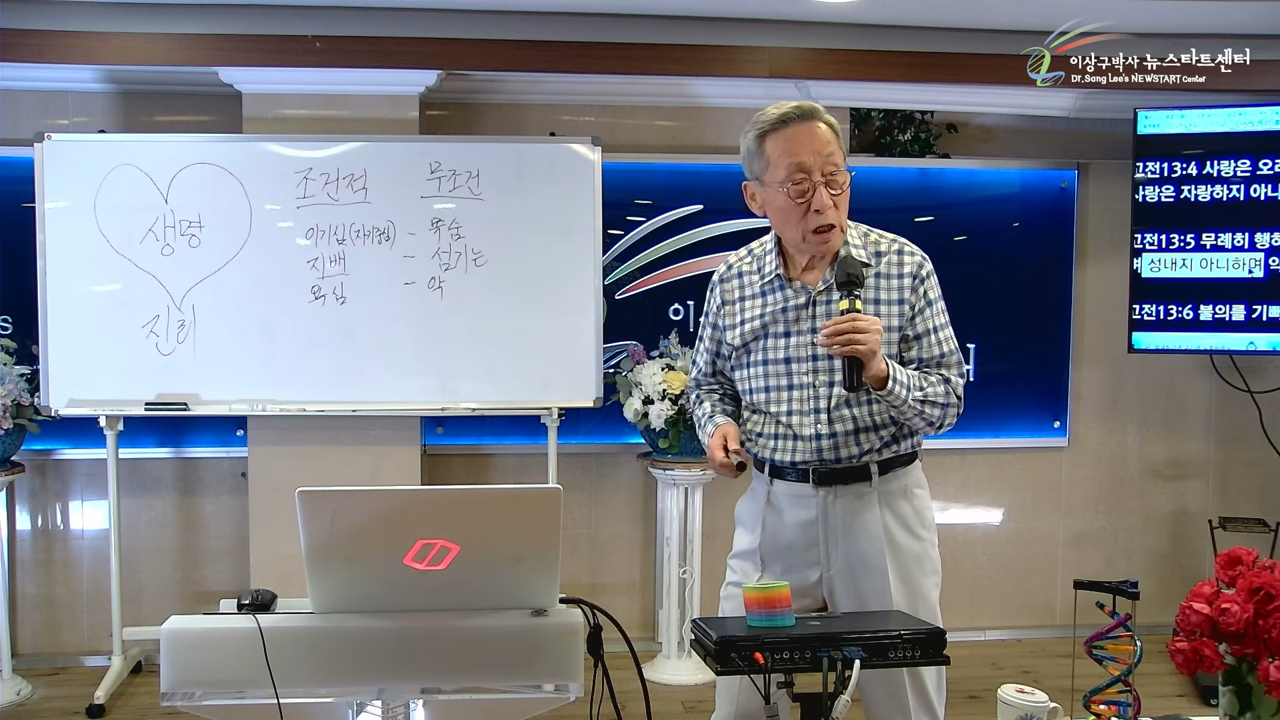 이상구박사 뉴스타트센터
Dr. Sang Lee's NEWSTART Center
생명
진리
조건적 무조건
이기심(자기중심) - 목숨
지배 - 섬기는
욕심 - 악
고전13:4 사랑은 오래
사랑은 자랑하지 아니
고전13:5 무례히 행하
며 성내지 아니하면 악
고전13:6 불의를 기뻐